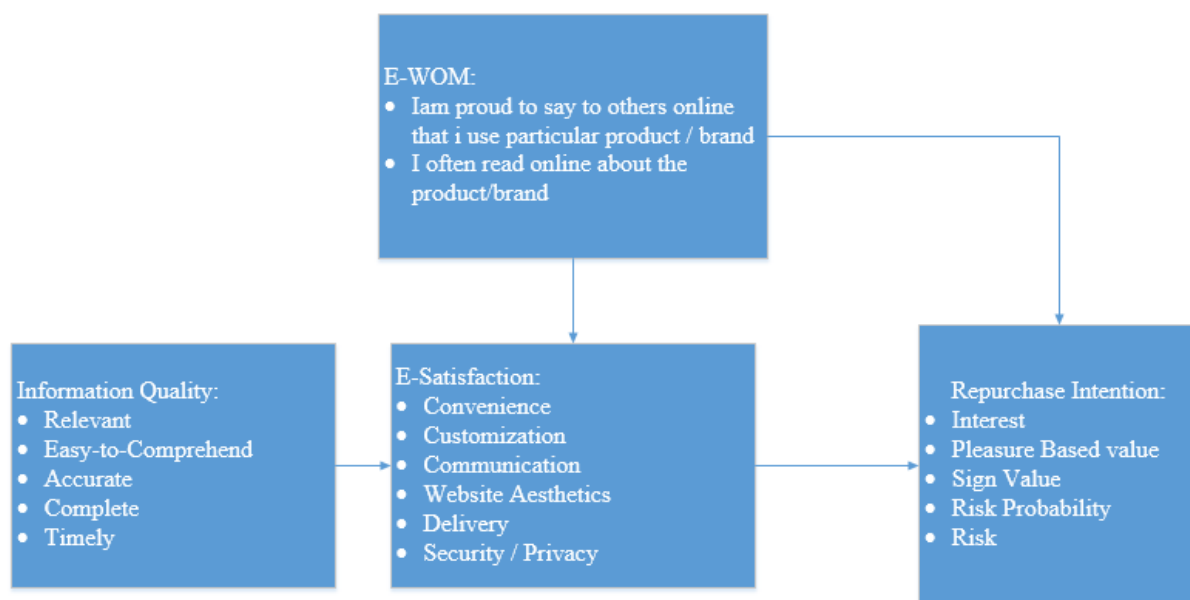 E-WOM:
• Iam proud to say to others online
that i use particular product / brand
• I often read online about the
product/brand
Information Quality:
• Relevant
• Easy-to-Comprehend
• Accurate
• Complete
• Timely
E-Satisfaction:
• Convenience
• Customization
• Communication
• Website Aesthetics
• Delivery
• Security / Privacy
Repurchase Intention:
• Interest
• Pleasure Based value
• Sign Value
• Risk Probability
• Risk